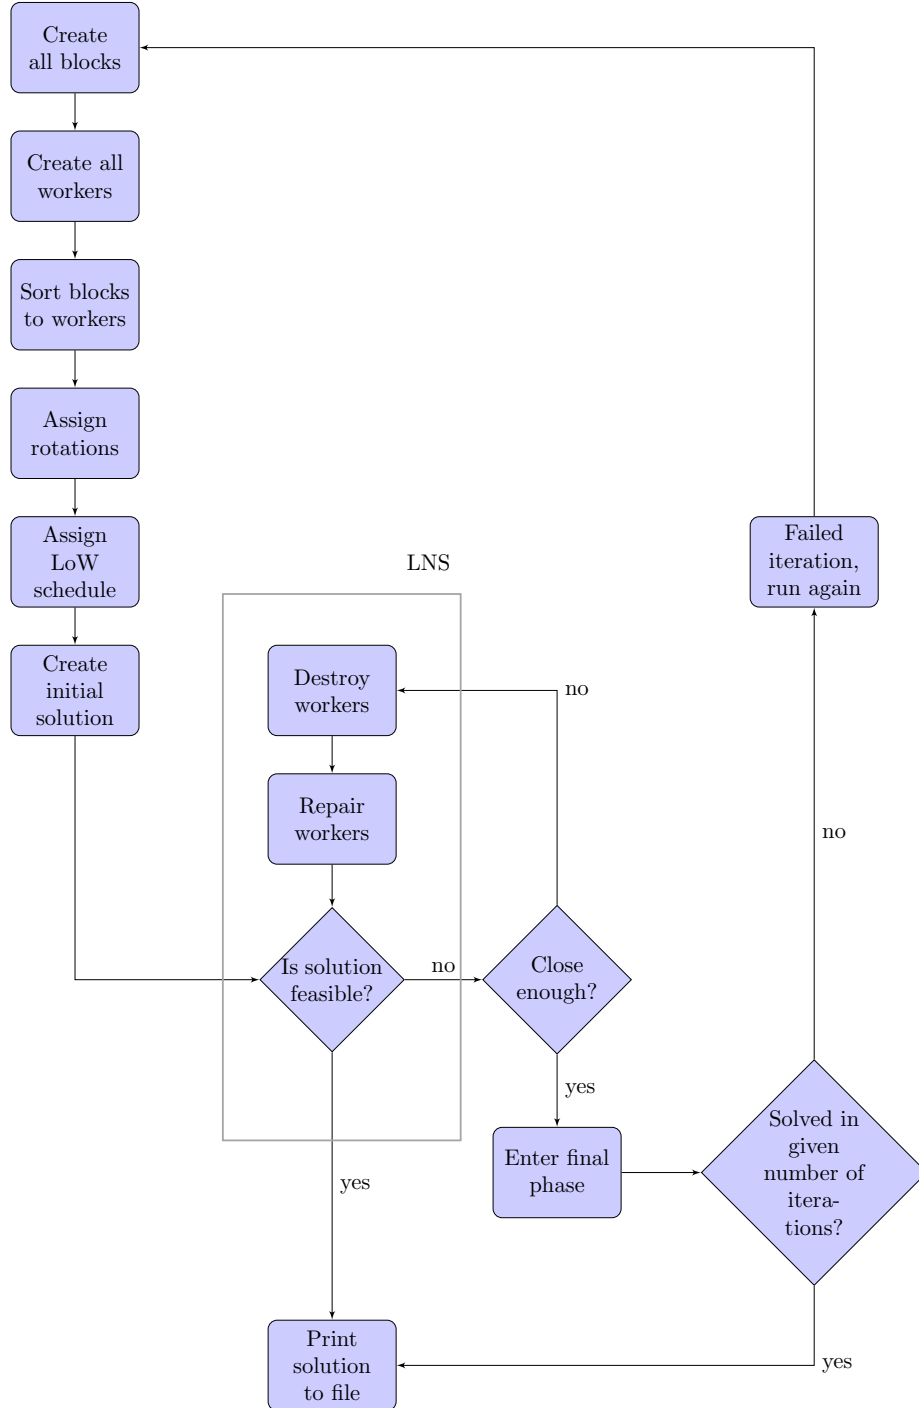 Create
all blocks
Create all
workers
Sort blocks
to workers
Assign
rotations
Assign
LoW
schedule
Create
initial
solution
LNS
Destroy
workers
Repair
workers
Is solution
feasible?
no
yes
Close
enough?
no
yes
Enter final
phase
Solved in
given
number of
itera-
tions?
no
yes
Failed
iteration,
run again
Print
solution
to file